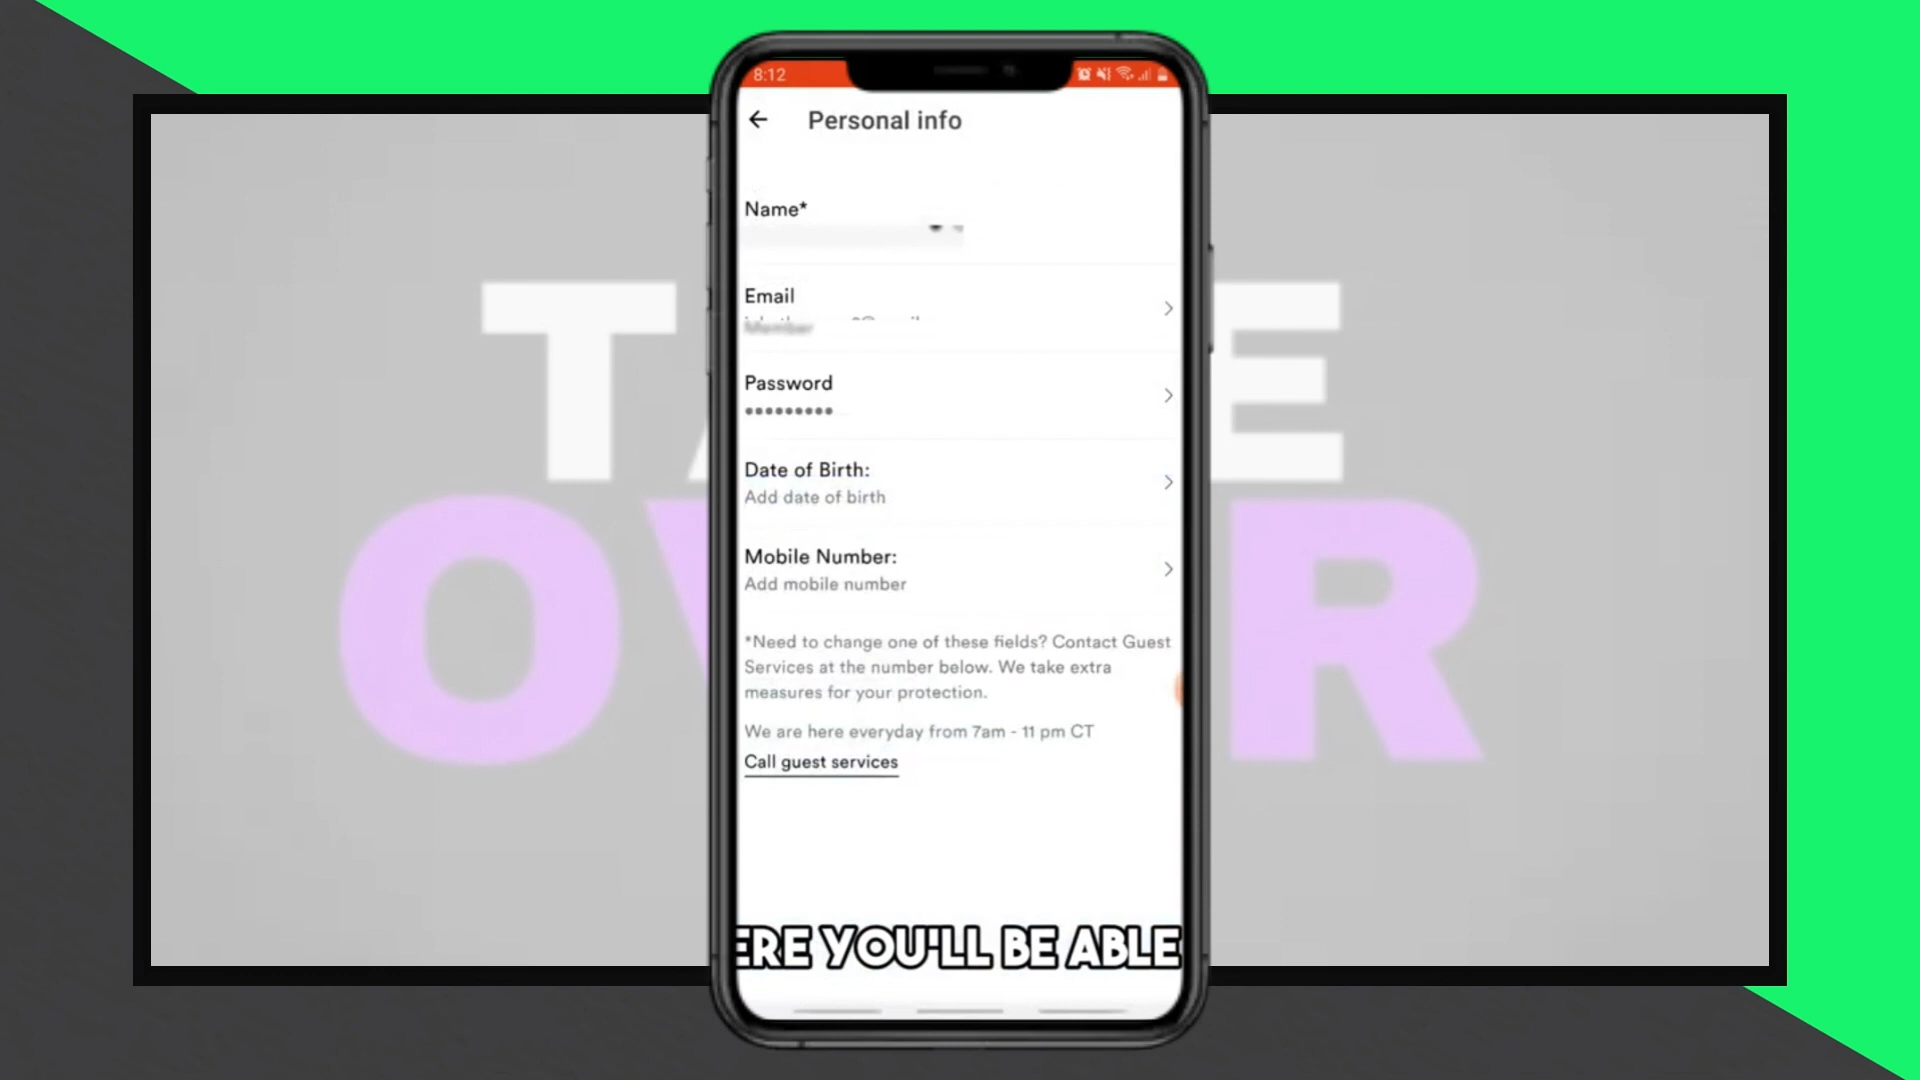 8:12
Personal info
Name*
Email
Member
Password
Date of Birth:
Add date of birth
Mobile Number:
Add mobile number
*Need to change one of these fields? Contact Guest
Services at the number below. We take extra
measures for your protection.
We are here everyday from 7am - 11 pm CT
Call guest services
ERE YOU'LL BE ABLE